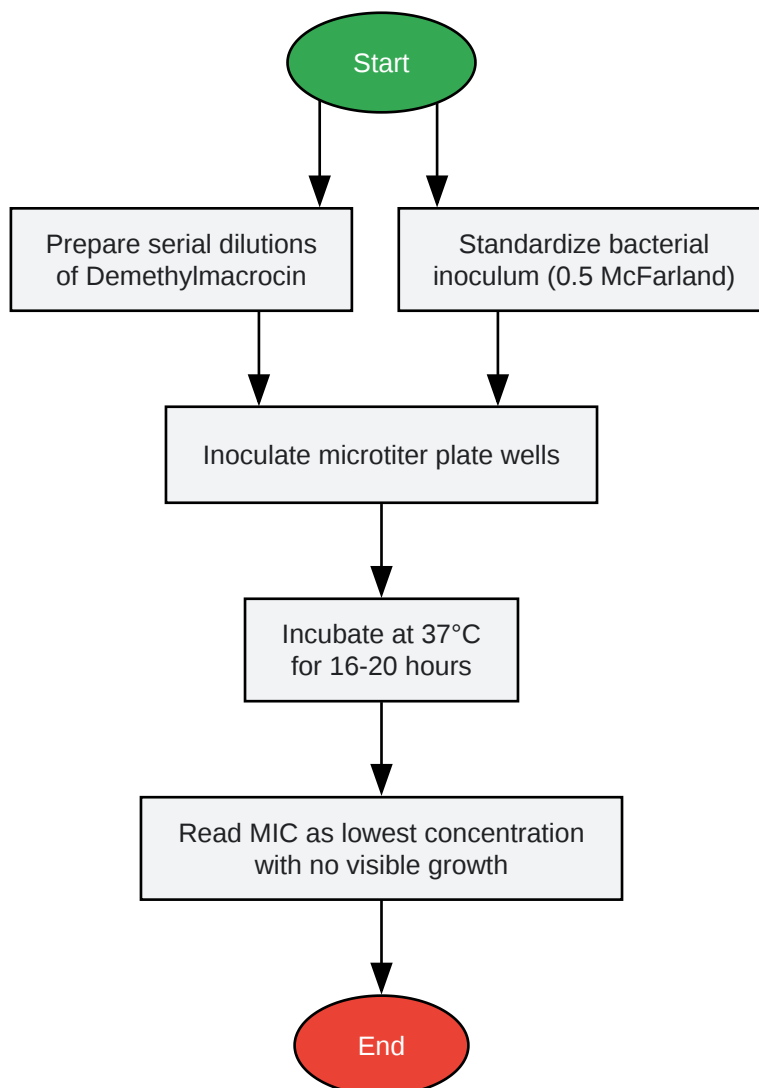 Start
Prepare serial dilutions
of Demethylmacrocin
Standardize bacterial
inoculum (0.5 McFarland)
Inoculate microtiter plate wells
Incubate at 37°C
for 16-20 hours
Read MIC as lowest concentration
with no visible growth
End